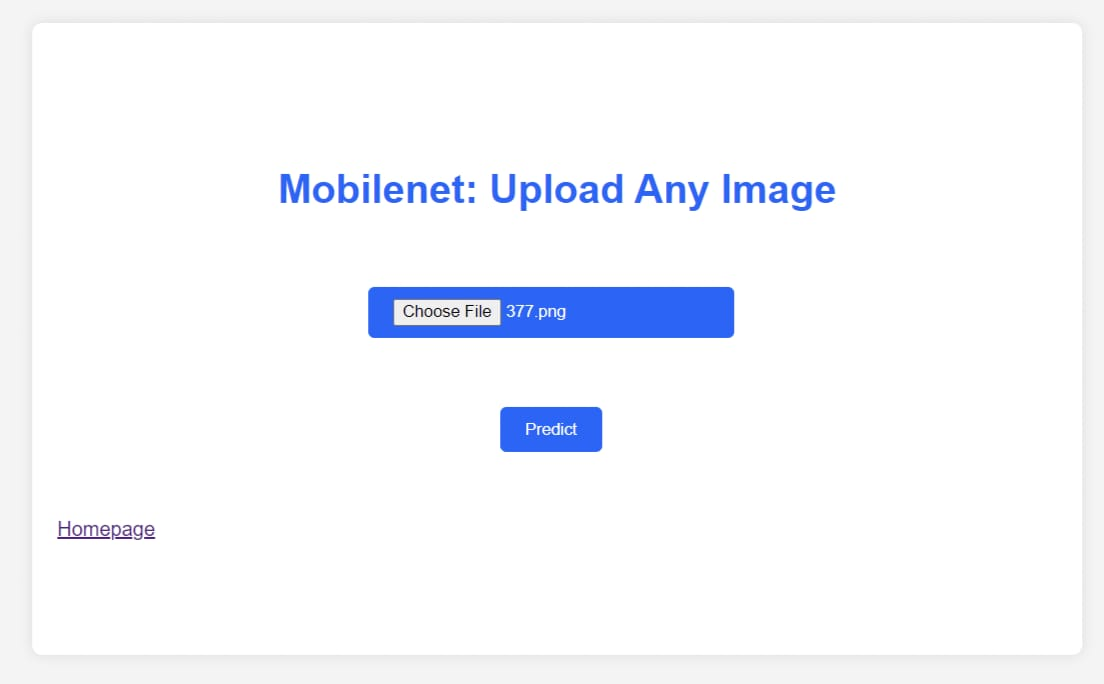 Mobilenet: Upload Any Image
Choose File 377.png
Predict
Homepage